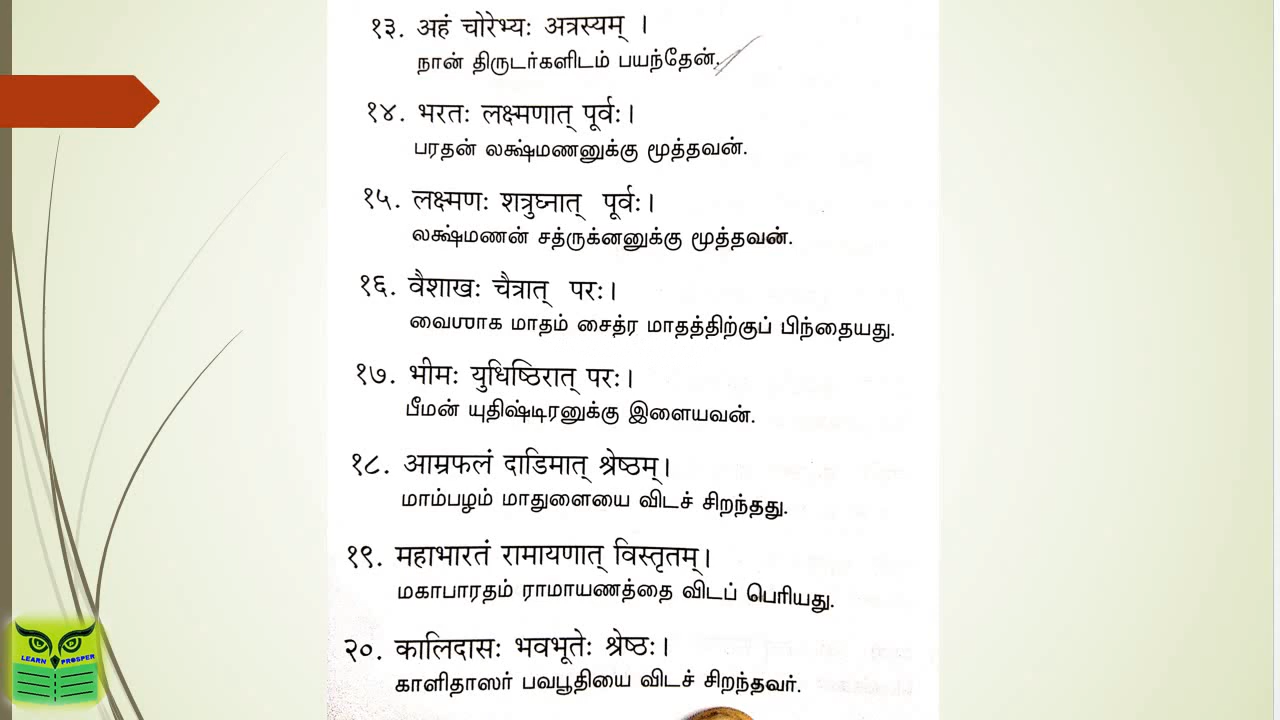 १३. अहं चोरेभ्यः अत्रस्यम् ।
நான் திருடர்களிடம் பயந்தேன்.
१४. भरतः लक्ष्मणात् पूर्वः।
பரதன் லக்ஷ்மணனுக்கு மூத்தவன்.
१५. लक्ष्मणः शत्रुघ्नात् पूर्वः।
லக்ஷ்மணன் சத்ருக்னனுக்கு மூத்தவன்.
१६. वैशाखः चैत्रात् परः।
வைஶாக மாதம் சைத்ர மாதத்திற்குப் பிந்தையது.
१७. भीमः युधिष्ठिरात् परः।
பீமன் யுதிஷ்டிரனுக்கு இளையவன்.
१८. आम्रफलं दाडिमात् श्रेष्ठम्।
மாம்பழம் மாதுளையை விடச் சிறந்தது.
१९. महाभारतं रामायणात् विस्तृतम्।
மகாபாரதம் ராமாயணத்தை விடப் பெரியது.
२०. कालिदासः भवभूतेः श्रेष्ठः।
காளிதாஸர் பவபூதியை விடச் சிறந்தவர்.
LEARN PROSPER